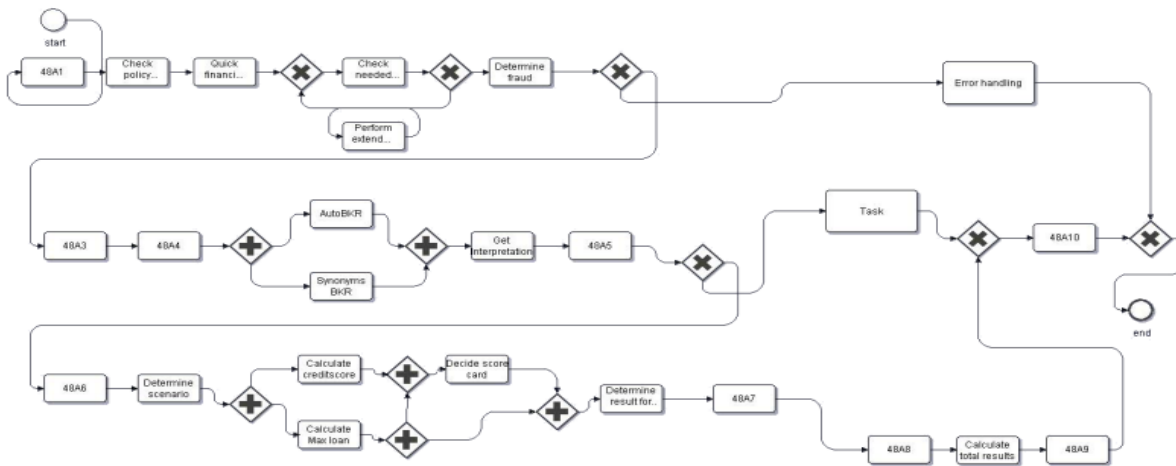 start
48A1
Check
policy...
Quick
financi...
Check
needed...
Determine
fraud
Perform
extend...
Error handling
48A3
48A4
AutoBKR
Synonyms
BKR
Get
Interpretation
48A5
Task
48A10
end
48A6
Determine
scenario
Calculate
creditscore
Calculate
Max loan
Decide score
card
Determine
result for..
48A7
48A8
Calculate
total results
48A9